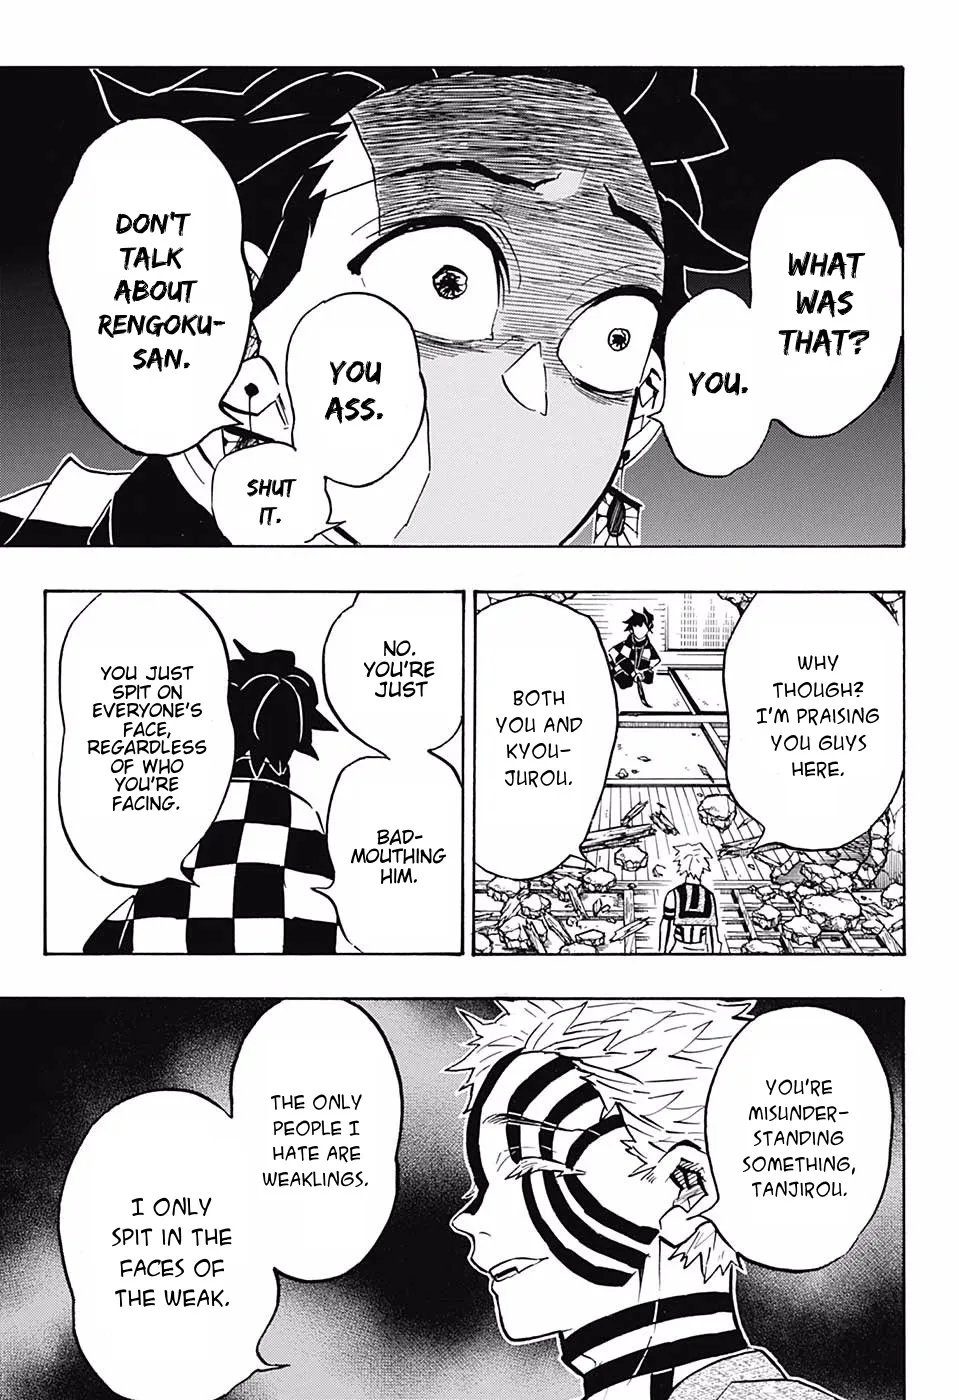 WHAT
WAS
THAT?
YOU.
YOU
ASS.
SHUT
IT.
DON'T
TALK
ABOUT
RENGOKU-
SAN.
WHY
THOUGH?
I'M PRAISING
YOU GUYS
HERE.
BOTH
YOU AND
KYOU-
JUROU.
NO.
YOU'RE
JUST
BAD-
MOUTHING
HIM.
YOU JUST
SPIT ON
EVERYONE'S
FACE,
REGARDLESS
OF WHO
YOU'RE
FACING.
YOU'RE
MISUNDER-
STANDING
SOMETHING,
TANJIROU.
THE ONLY
PEOPLE I
HATE ARE
WEAKLINGS.
I ONLY
SPIT IN THE
FACES OF
THE WEAK.